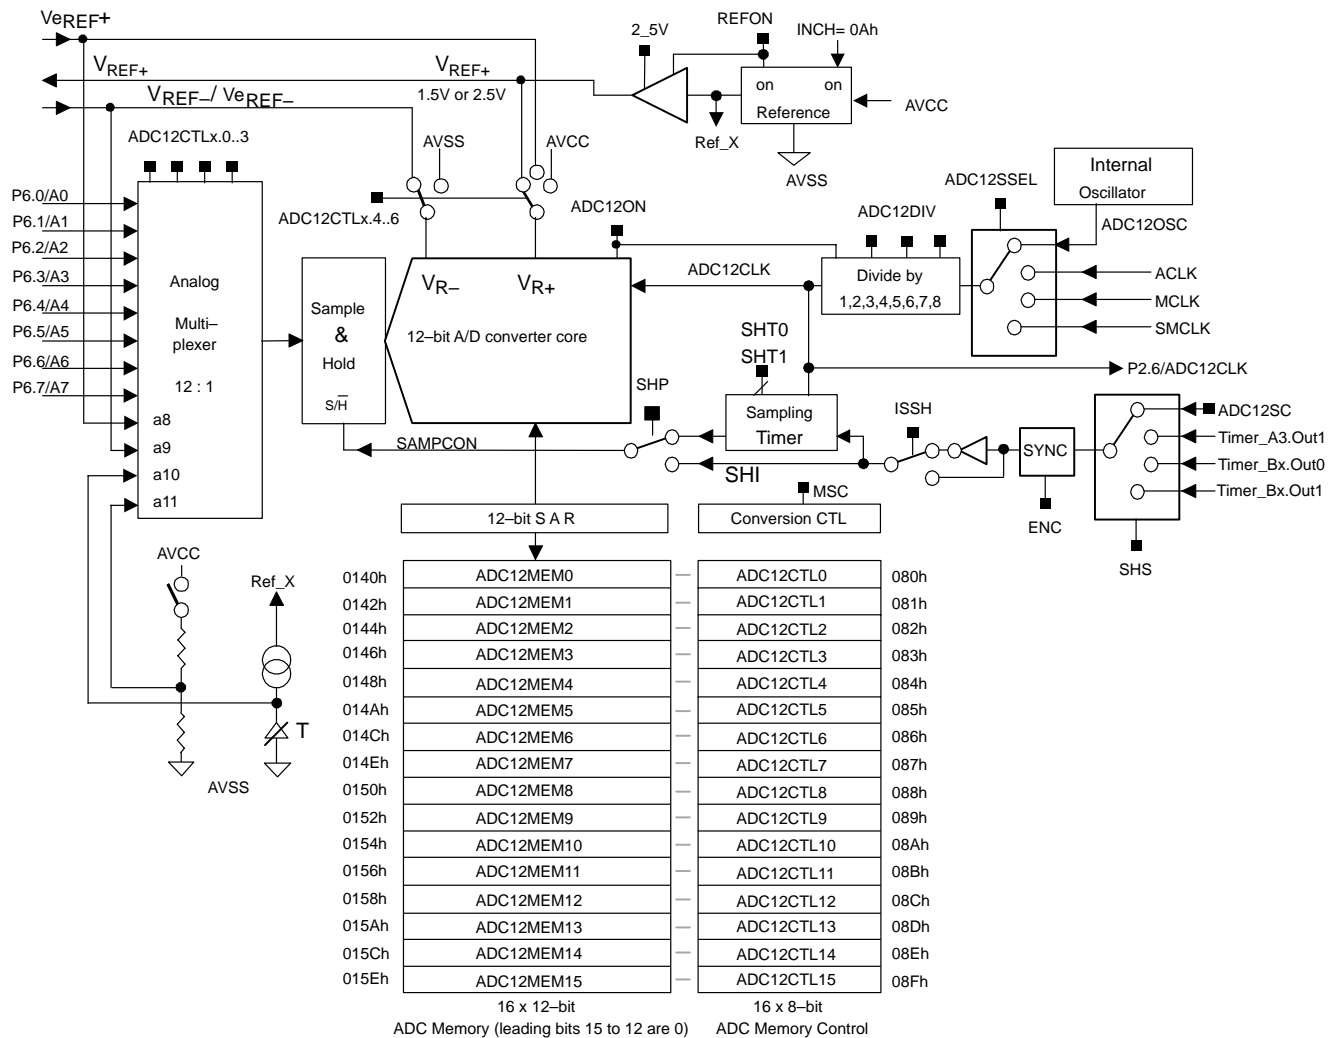 VeREF+
REFON
2_5V
INCH= 0Ah
VREF+
VREF+
1.5V or 2.5V
on
on
Reference
AVCC
VREF–/ VeREF–
Ref_X
AVSS
ADC12CTLx.0..3
AVSS
AVCC
Internal
Oscillator
ADC12SSEL
ADC12OSC
P6.0/A0
P6.1/A1
P6.2/A2
P6.3/A3
P6.4/A4
P6.5/A5
P6.6/A6
P6.7/A7
a8
a9
a10
a11
Analog
Multi–
plexer
12 : 1
ADC12CTLx.4..6
ADC12ON
ADC12DIV
Sample
&
Hold
S/H
VR–
VR+
12–bit A/D converter core
ADC12CLK
Divide by
1,2,3,4,5,6,7,8
ACLK
MCLK
SMCLK
SHT0
SHT1
P2.6/ADC12CLK
SHP
Sampling
Timer
ISSH
ADC12SC
Timer_A3.Out1
Timer_Bx.Out0
Timer_Bx.Out1
SAMPCON
SYNC
SHI
MSC
ENC
SHS
12–bit S A R
Conversion CTL
AVCC
Ref_X
T
AVSS
0140h ADC12MEM0 ADC12CTL0 080h
0142h ADC12MEM1 ADC12CTL1 081h
0144h ADC12MEM2 ADC12CTL2 082h
0146h ADC12MEM3 ADC12CTL3 083h
0148h ADC12MEM4 ADC12CTL4 084h
014Ah ADC12MEM5 ADC12CTL5 085h
014Ch ADC12MEM6 ADC12CTL6 086h
014Eh ADC12MEM7 ADC12CTL7 087h
0150h ADC12MEM8 ADC12CTL8 088h
0152h ADC12MEM9 ADC12CTL9 089h
0154h ADC12MEM10 ADC12CTL10 08Ah
0156h ADC12MEM11 ADC12CTL11 08Bh
0158h ADC12MEM12 ADC12CTL12 08Ch
015Ah ADC12MEM13 ADC12CTL13 08Dh
015Ch ADC12MEM14 ADC12CTL14 08Eh
015Eh ADC12MEM15 ADC12CTL15 08Fh
16 x 12–bit
ADC Memory (leading bits 15 to 12 are 0)
16 x 8–bit
ADC Memory Control